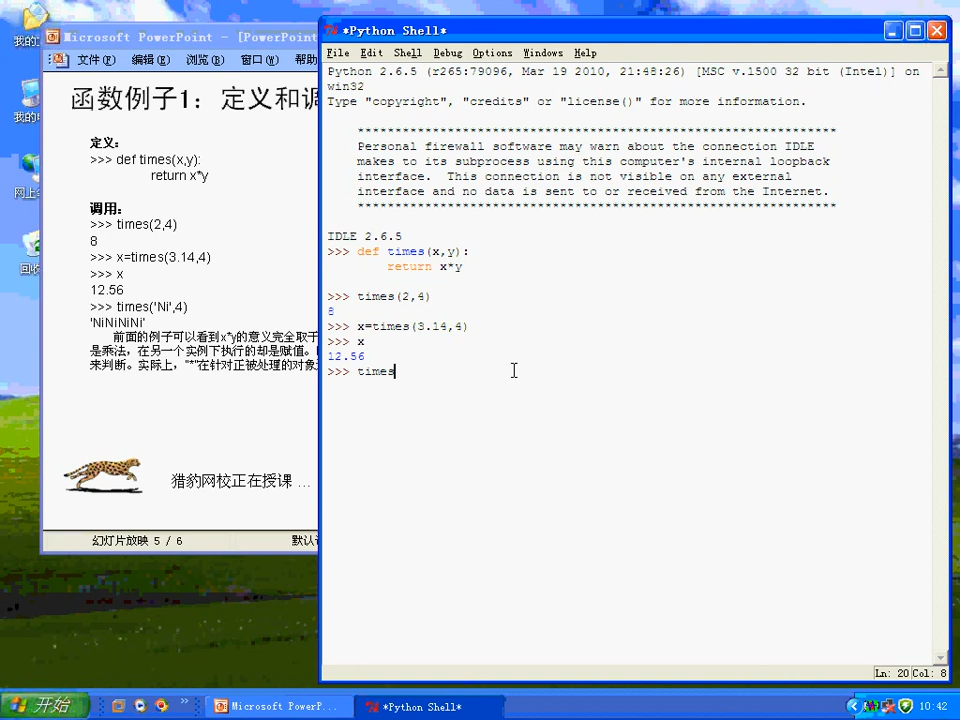 Microsoft PowerPoint - [PowerPoint
文件(F) 编辑(E) 浏览(B) 窗口(W) 帮助
函数例子1：定义和调
定义：
>>> def times(x,y):
return x*y
调用：
>>> times(2,4)
8
>>> x=times(3.14,4)
>>> x
12.56
>>> times('Ni',4)
'NiNiNiNi'
前面的例子可以看到x*y的意义完全取于
是乘法，在另一个实例下执行的却是赋值。
来判断。实际上，"*"在针对正被处理的对象
猎豹网校正在授课 ...
幻灯片放映 5 / 6 默认
*Python Shell*
File Edit Shell Debug Options Windows Help
Python 2.6.5 (r265:79096, Mar 19 2010, 21:48:26) [MSC v.1500 32 bit (Intel)] on
win32
Type "copyright", "credits" or "license()" for more information.
****************************************************************
Personal firewall software may warn about the connection IDLE
makes to its subprocess using this computer's internal loopback
interface.  This connection is not visible on any external
interface and no data is sent to or received from the Internet.
****************************************************************
IDLE 2.6.5
>>> def times(x,y):
return x*y
>>> times(2,4)
8
>>> x=times(3.14,4)
>>> x
12.56
>>> times
Ln: 20 Col: 8
我的
我的
网上
回收
开始
Microsoft PowerP...
*Python Shell*
10:42